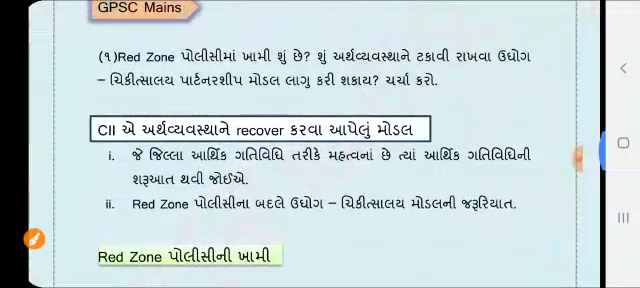 GPSC Mains
(૧)Red Zone પોલીસીમાં ખામી શું છે? શું અર્થવ્યવસ્થાને ટકાવી રાખવા ઉઘોગ
– ચિકીત્સાલય પાર્ટનરશીપ મોડલ લાગુ કરી શકાય? ચર્ચા કરો.
CII એ અર્થવ્યવસ્થાને recover કરવા આપેલું મોડલ
i. જે જિલ્લા આર્થિક ગતિવિધિ તરીકે મહત્વનાં છે ત્યાં આર્થિક ગતિવિધિની
શરૂઆત થવી જોઈએ.
ii. Red Zone પોલીસીના બદલે ઉઘોગ – ચિકીત્સાલય મોડલની જરૂરિયાત.
Red Zone પોલીસીની ખામી